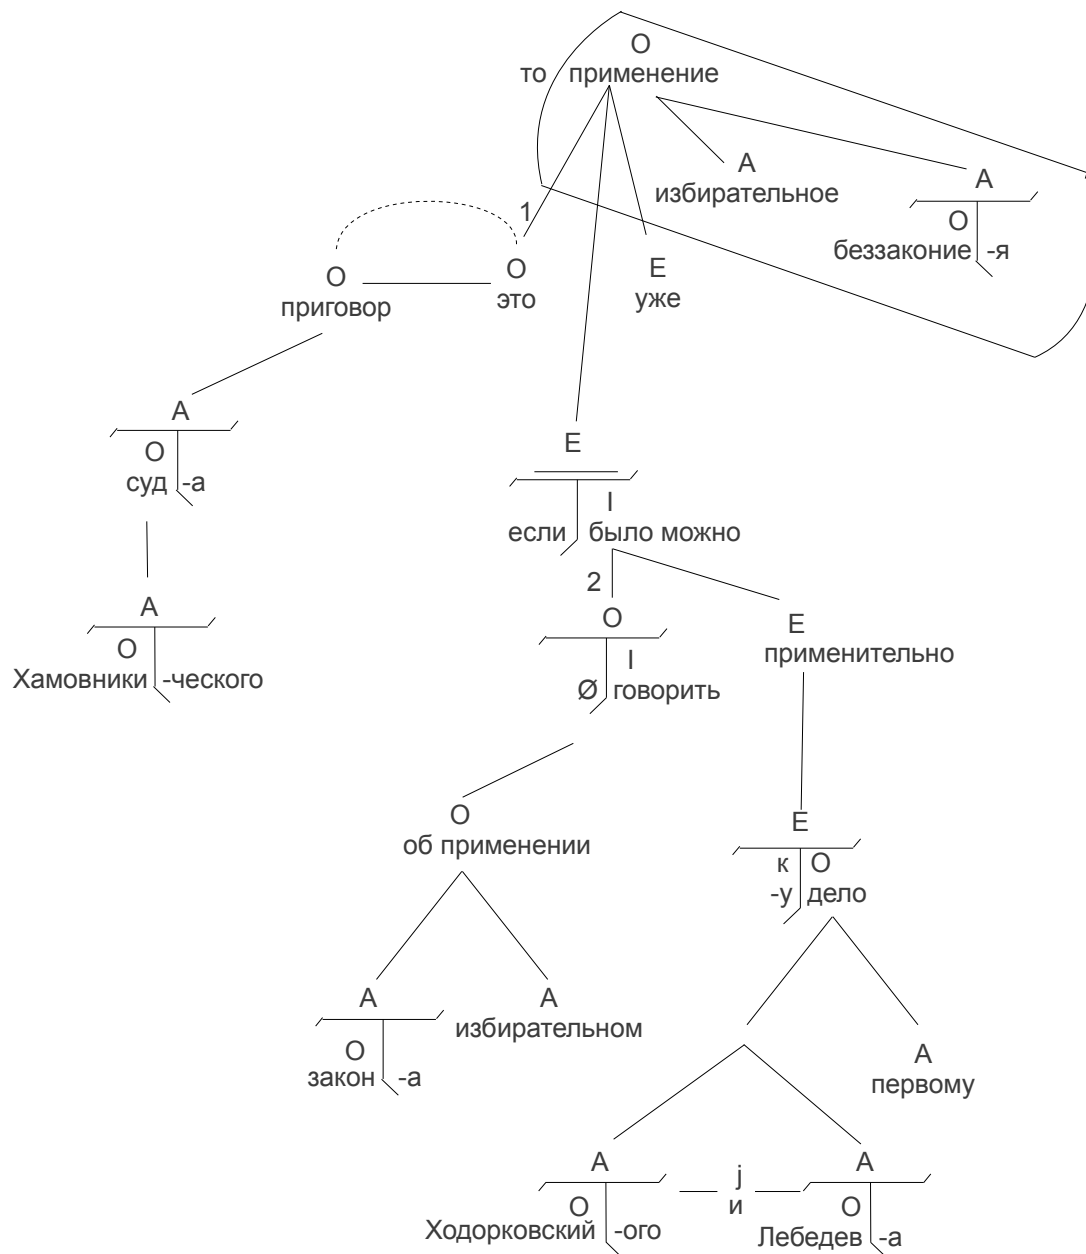 О
то применение
А
избирательное
А
О
беззаконие -я
1
О
приговор
О
это
Е
уже
А
О
суд -а
Е
I
если было можно
2
А
О
Хамовники -ческого
О
I
Ø говорить
Е
применительно
О
об применении
Е
к О
-у дело
А
О
закон -а
А
избирательном
А
первому
А
О
Ходорковский -ого
j
и
А
О
Лебедев -а